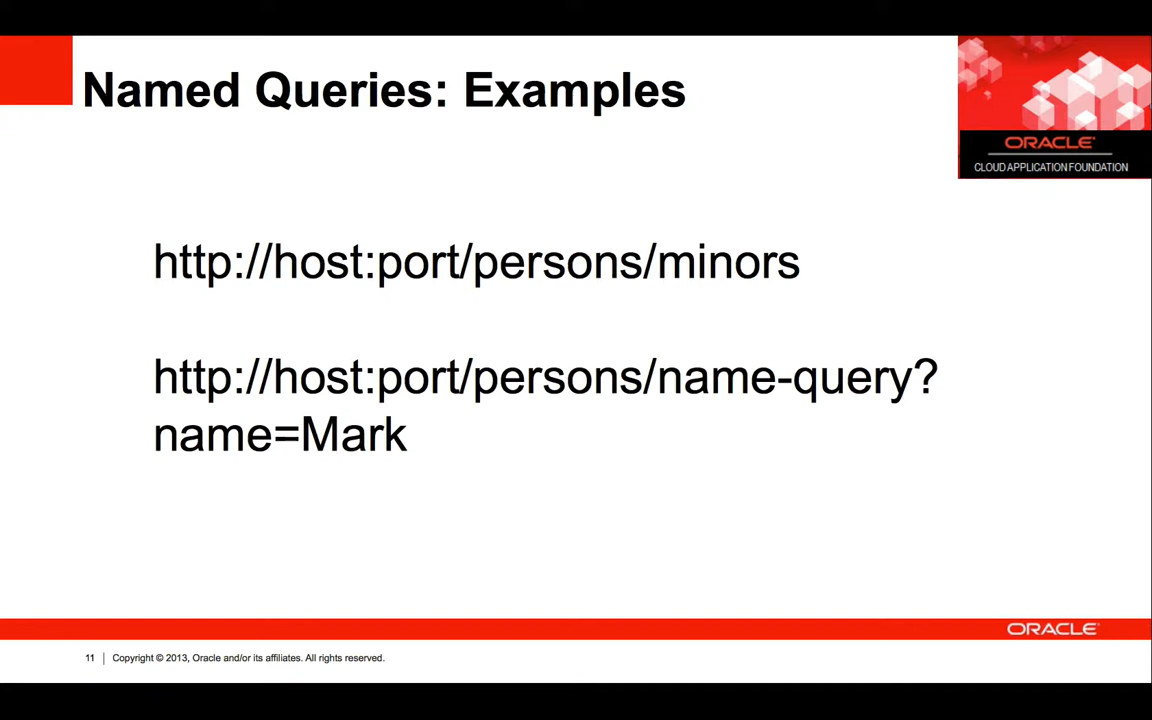 Named Queries: Examples
ORACLE
CLOUD APPLICATION FOUNDATION
http://host:port/persons/minors
http://host:port/persons/name-query?
name=Mark
ORACLE
11 Copyright © 2013, Oracle and/or its affiliates. All rights reserved.